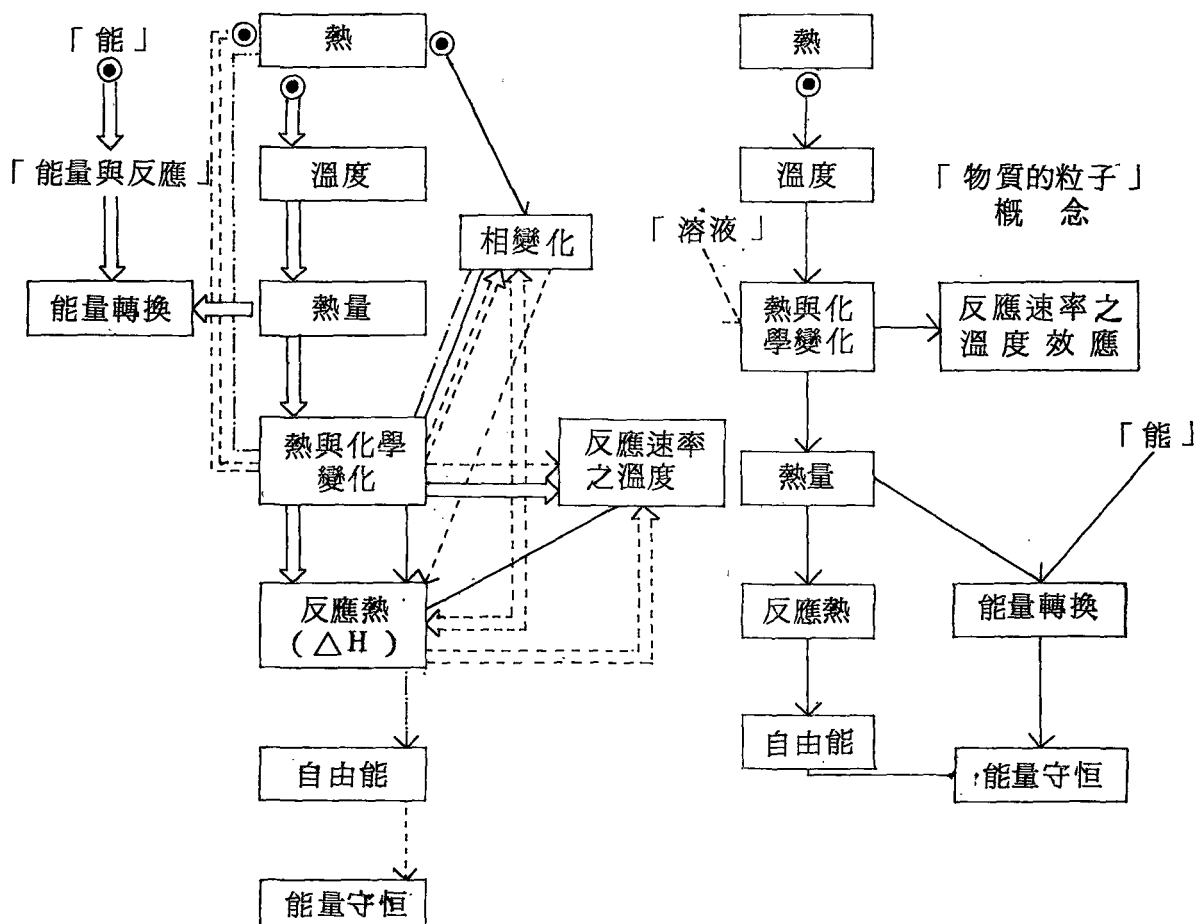 熱
「能」
「能量與反應」
溫度
相變化
能量轉換
熱量
熱與化學
變化
反應速率
之溫度
反應熱
(△H)
自由能
能量守恒
熱
溫度
「物質的粒子」
概念
「溶液」
熱與化
學變化
反應速率之
溫度效應
「能」
熱量
反應熱
能量轉換
自由能
能量守恒